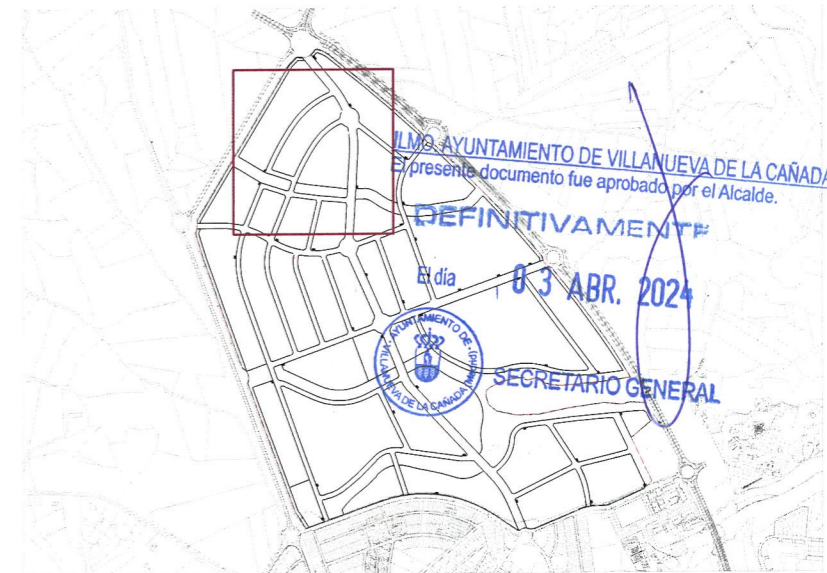 ILMO. AYUNTAMIENTO DE VILLANUEVA DE LA CAÑADA
El presente documento fue aprobado por el Alcalde.
DEFINITIVAMENTE
El día 03 ABR. 2024
AYUNTAMIENTO DE
VILLANUEVA DE LA CAÑADA (Madrid)
SECRETARIO GENERAL